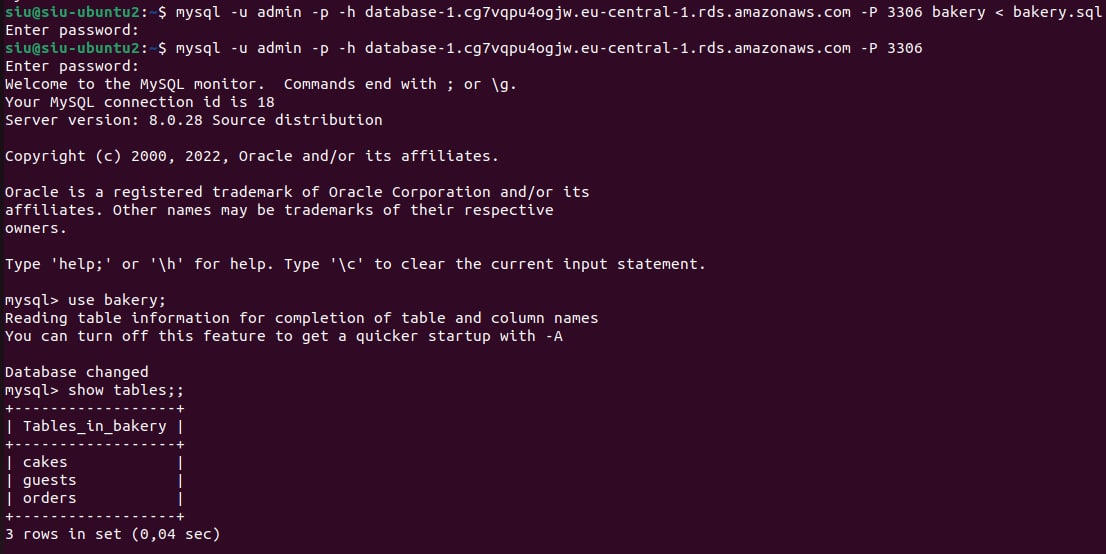 siu@siu-ubuntu2:~$ mysql -u admin -p -h database-1.cg7vqpu4ogjw.eu-central-1.rds.amazonaws.com -P 3306 bakery < bakery.sql
Enter password:
siu@siu-ubuntu2:~$ mysql -u admin -p -h database-1.cg7vqpu4ogjw.eu-central-1.rds.amazonaws.com -P 3306
Enter password:
Welcome to the MySQL monitor.  Commands end with ; or \g.
Your MySQL connection id is 18
Server version: 8.0.28 Source distribution

Copyright (c) 2000, 2022, Oracle and/or its affiliates.

Oracle is a registered trademark of Oracle Corporation and/or its
affiliates. Other names may be trademarks of their respective
owners.

Type 'help;' or '\h' for help. Type '\c' to clear the current input statement.

mysql> use bakery;
Reading table information for completion of table and column names
You can turn off this feature to get a quicker startup with -A

Database changed
mysql> show tables;;
+------------------+
| Tables_in_bakery |
+------------------+
| cakes            |
| guests           |
| orders           |
+------------------+
3 rows in set (0,04 sec)